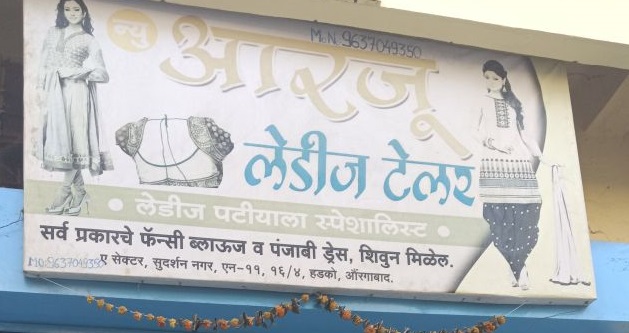 M.N. 9637049350
न्यु
आरजू
लेडीज टेलर
• लेडीज पटीयाला स्पेशालिस्ट •
सर्व प्रकारचे फॅन्सी ब्लाऊज व पंजाबी ड्रेस, शिवुन मिळेल.
MN:9637049350
ए सेक्टर, सुदर्शन नगर, एन-११, १६/४, हडको, औरंगाबाद.